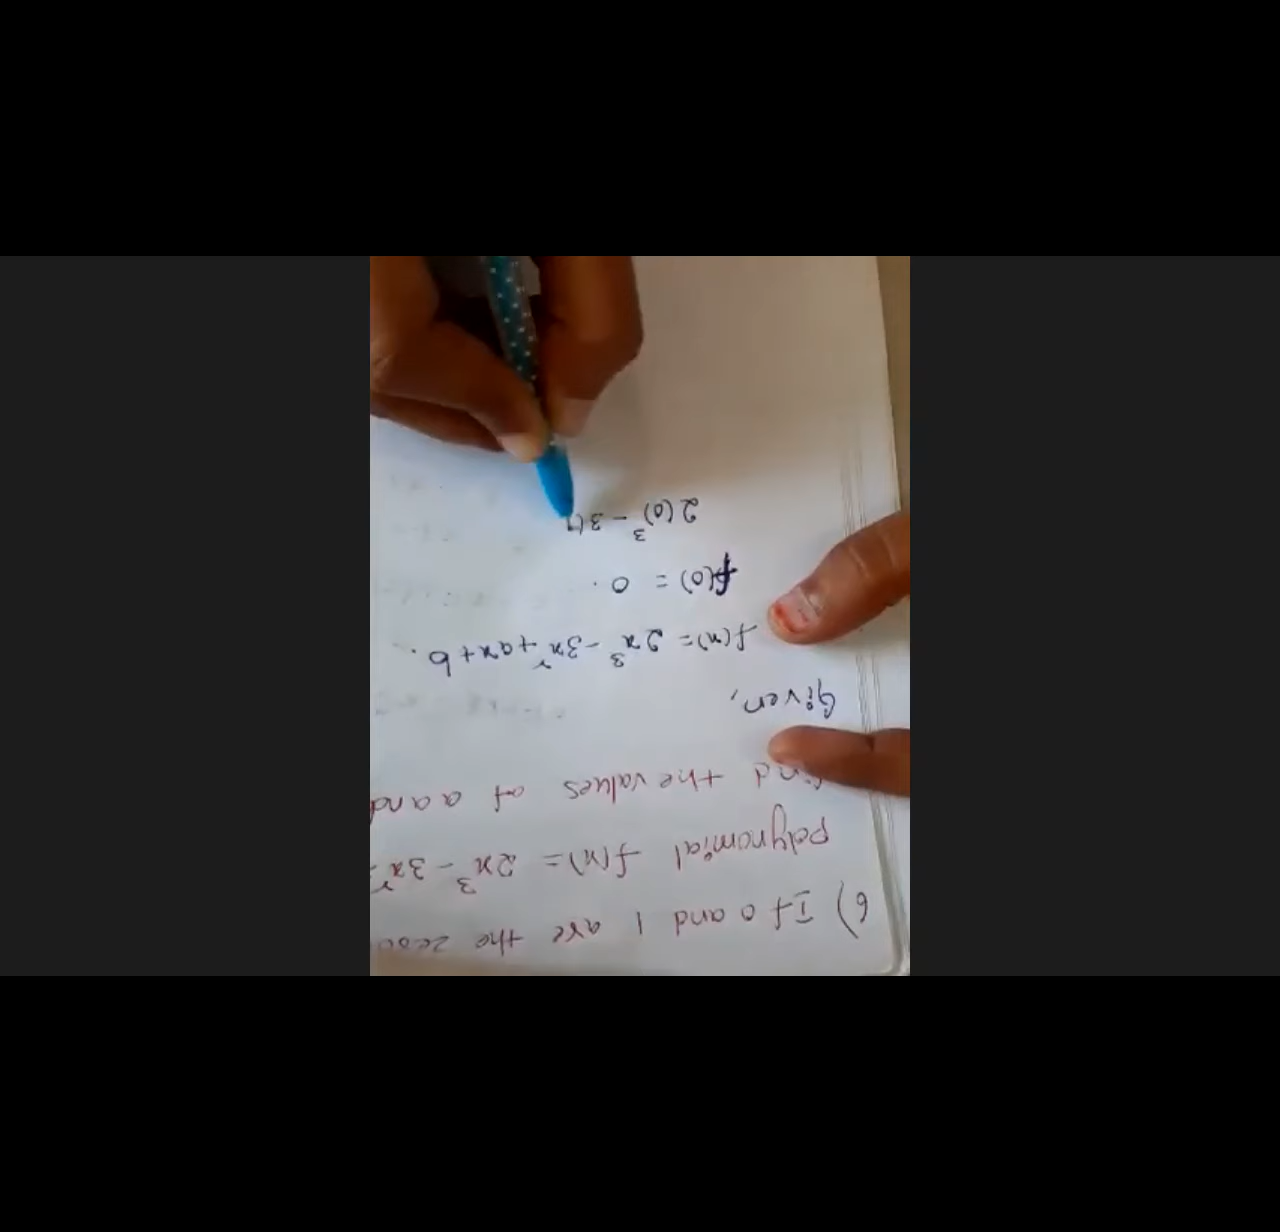 6) If 0 and 1 are the zero
polynomial f(x) = 2x³ - 3x²
find the values of a and
Given,
f(x) = 2x³ - 3x² + ax + b.
f(0) = 0.
2(0)³ - 3(